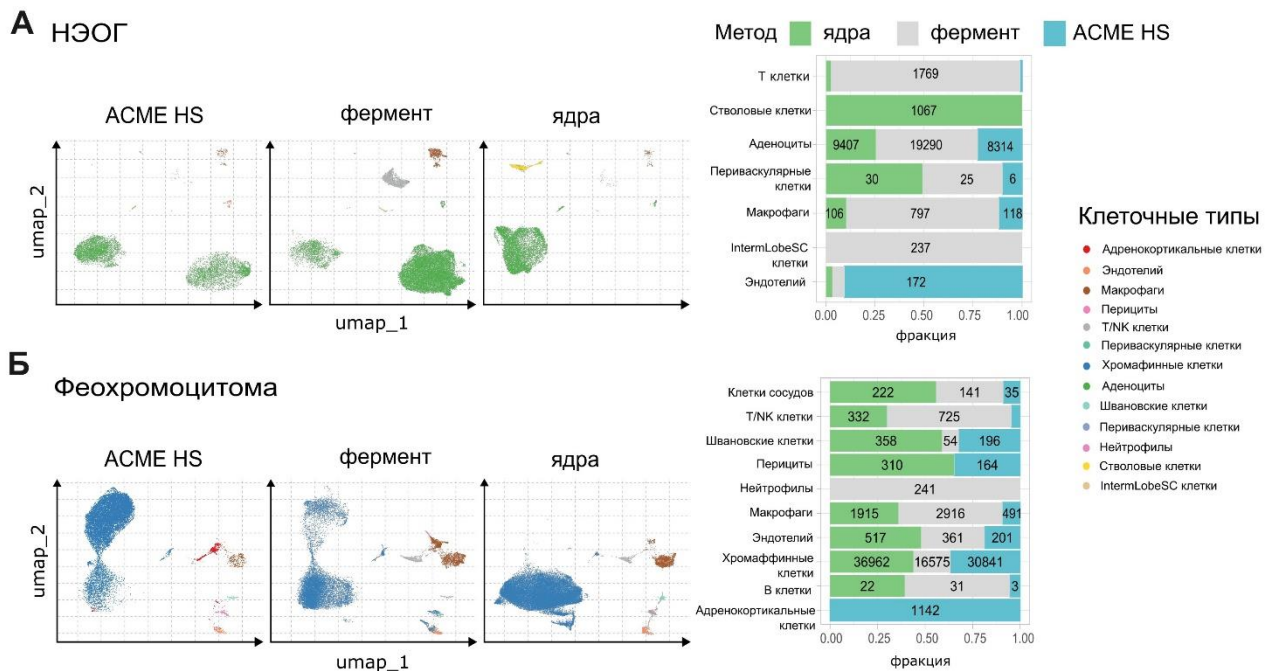 А НЭОГ
Метод ядра фермент ACME HS
ACME HS фермент ядра
umap_2
umap_1
Т клетки
1769
Стволовые клетки
1067
Аденоциты
9407 19290 8314
Периваскулярные
клетки
30 25 6
Макрофаги
106 797 118
IntermLobeSC
клетки
237
Эндотелий
172
0.00 0.25 0.50 0.75 1.00
фракция
Клеточные типы
Адренокортикальные клетки
Эндотелий
Макрофаги
Перициты
T/NK клетки
Периваскулярные клетки
Хромафинные клетки
Аденоциты
Швановские клетки
Периваскулярные клетки
Нейтрофилы
Стволовые клетки
IntermLobeSC клетки
Б
Феохромоцитома
ACME HS фермент ядра
umap_2
umap_1
Клетки сосудов
222 141 35
T/NK клетки
332 725
Швановские клетки
358 54 196
Перициты
310 164
Нейтрофилы
241
Макрофаги
1915 2916 491
Эндотелий
517 361 201
Хромаффинные
клетки
36962 16575 30841
В клетки
22 31 3
Адренокортикальные
клетки
1142
0.00 0.25 0.50 0.75 1.00
фракция